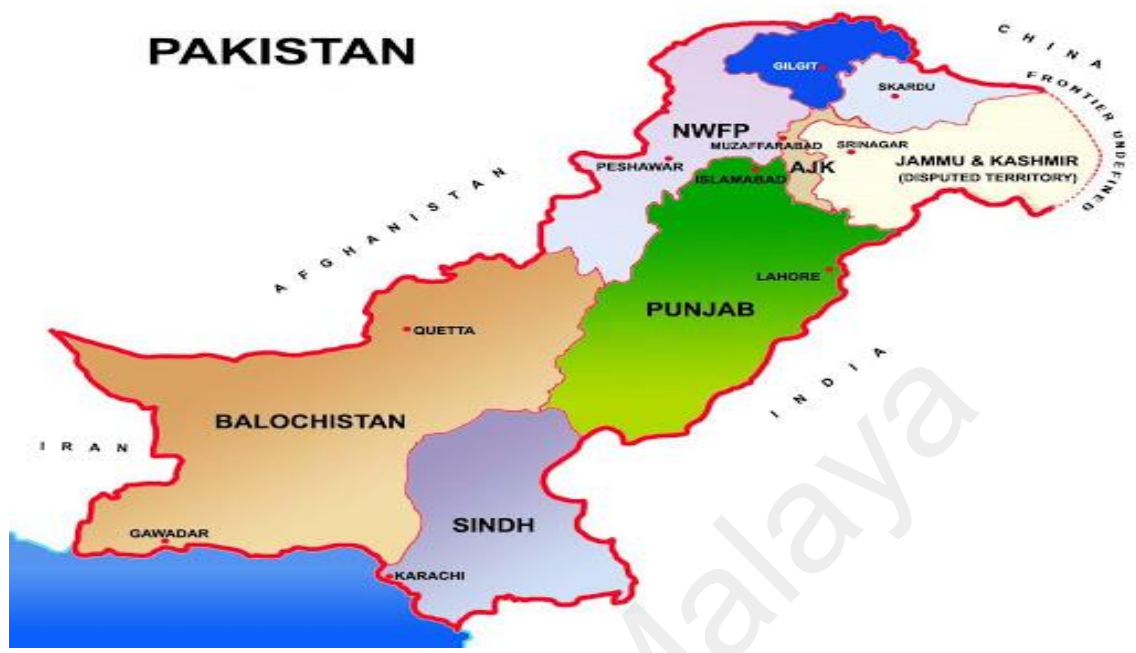 PAKISTAN
CHINA
FRONTIER UNDEFINED
GILGIT
SKARDU
NWFP
MUZAFFARABAD
SRINAGAR
PESHAWAR
AJK
JAMMU & KASHMIR
(DISPUTED TERRITORY)
ISLAMABAD
AFGHANISTAN
LAHORE
PUNJAB
QUETTA
INDIA
BALOCHISTAN
IRAN
SINDH
GAWADAR
KARACHI
Malaya